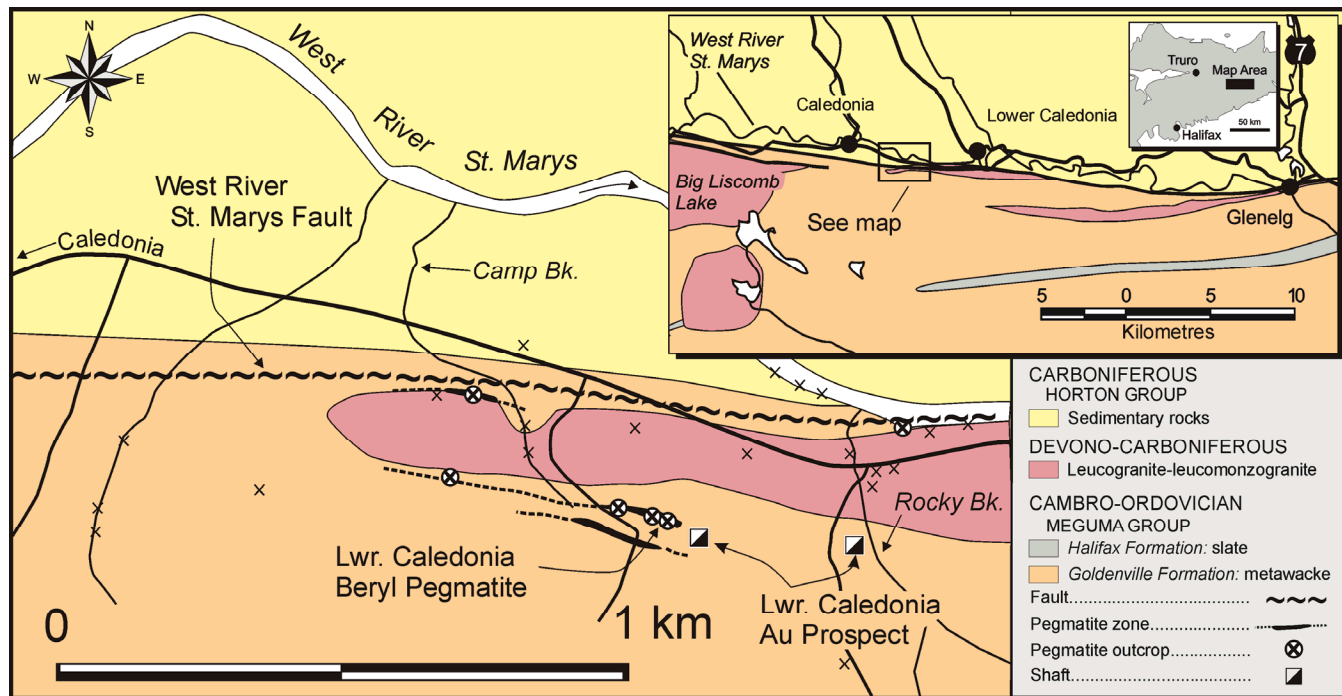 N
W
E
S
West
River
St. Marys
West River
St. Marys Fault
Caledonia
Camp Bk.
Rocky Bk.
Lwr. Caledonia
Beryl Pegmatite
Lwr. Caledonia
Au Prospect
0
1 km
West River
St. Marys
Caledonia
Lower Caledonia
7
Big Liscomb
Lake
See map
Glenelg
5 0 5 10
Kilometres
Truro
Map Area
Halifax
50 km
CARBONIFEROUS
HORTON GROUP
Sedimentary rocks
DEVONO-CARBONIFEROUS
Leucogranite-leucomonzogranite
CAMBRO-ORDOVICIAN
MEGUMA GROUP
Halifax Formation: slate
Goldenville Formation: metawacke
Fault
Pegmatite zone
Pegmatite outcrop
Shaft